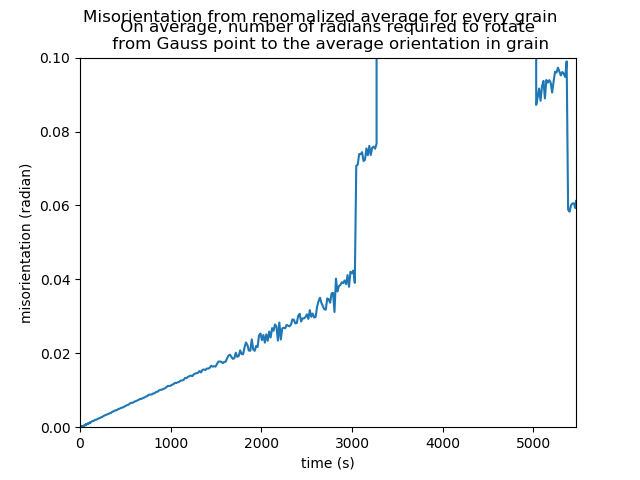 Misorientation from renomalized average for every grain
On average, number of radians required to rotate
from Gauss point to the average orientation in grain
0.10
0.08
0.06
0.04
0.02
0.00
misorientation (radian)
0 1000 2000 3000 4000 5000
time (s)